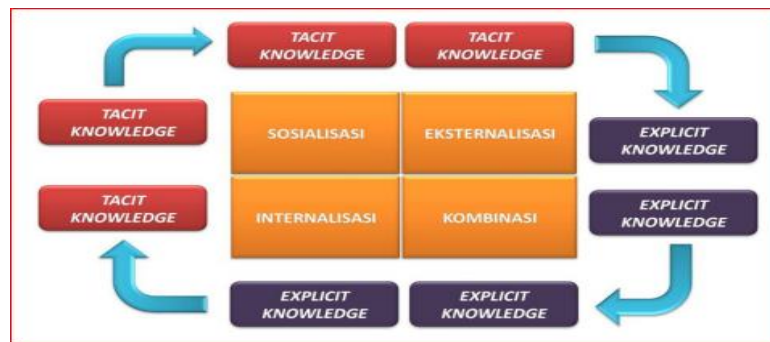 TACIT
KNOWLEDGE
TACIT
KNOWLEDGE
TACIT
KNOWLEDGE
SOSIALISASI
EKSTERNALISASI
EXPLICIT
KNOWLEDGE
TACIT
KNOWLEDGE
INTERNALISASI
KOMBINASI
EXPLICIT
KNOWLEDGE
EXPLICIT
KNOWLEDGE
EXPLICIT
KNOWLEDGE